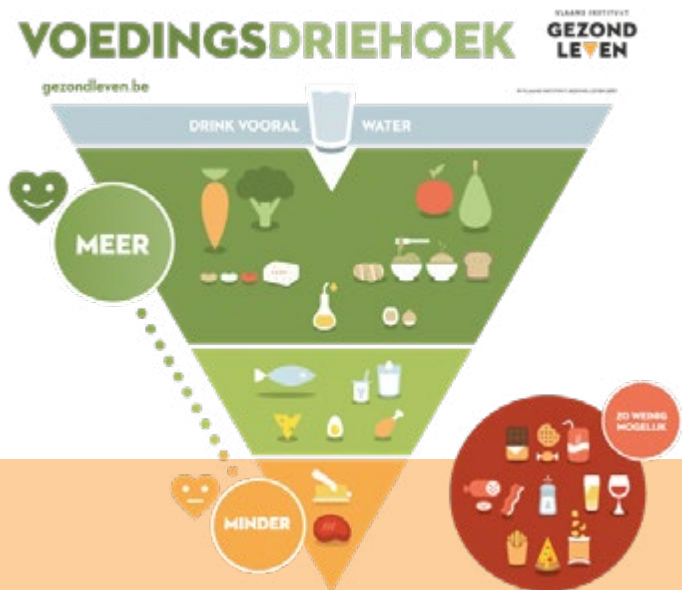 VLAAMS INSTITUUT
GEZOND
LEVEN
VOEDINGSDRIEHOEK
gezondleven.be
DRINK VOORAL WATER
MEER
ZO WEINIG
MOGELIJK
MINDER